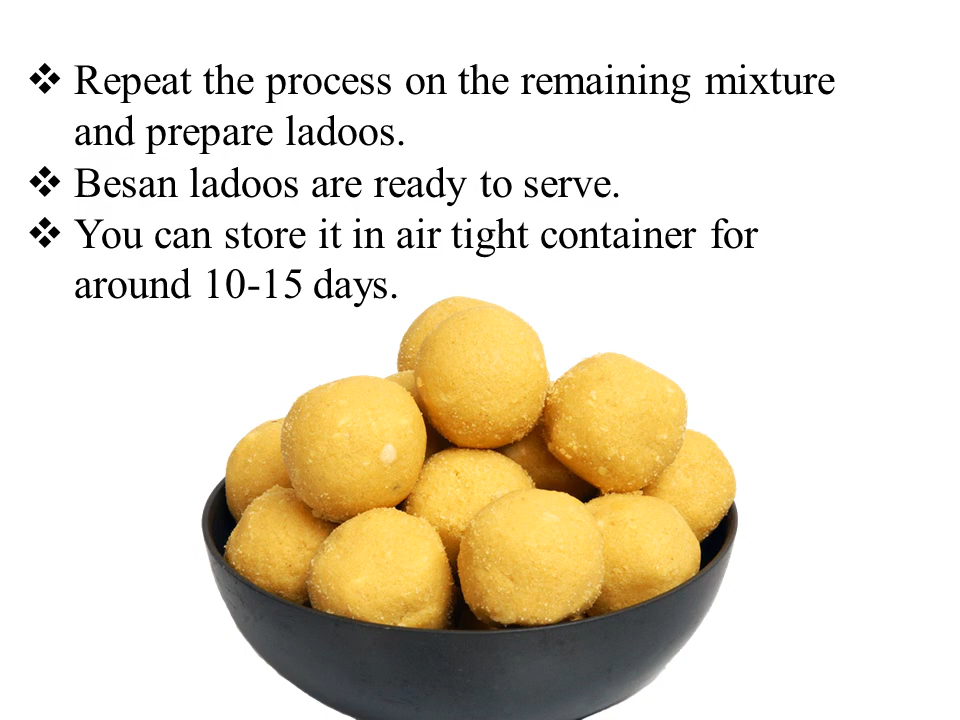 ❖ Repeat the process on the remaining mixture
and prepare ladoos.
❖ Besan ladoos are ready to serve.
❖ You can store it in air tight container for
around 10-15 days.